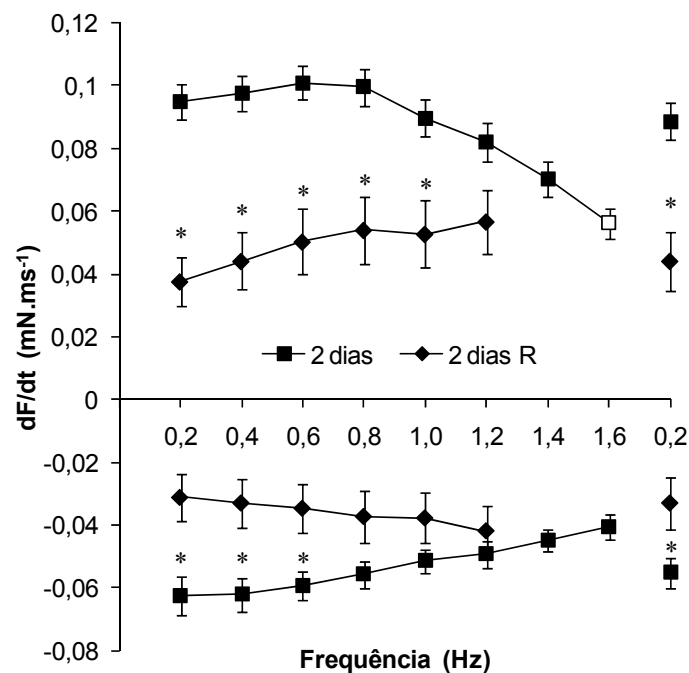 0,12
0,1
0,08
0,06
0,04
0,02
0
-0,02
-0,04
-0,06
-0,08
dF/dt (mN.ms-1)
* * * * * *
2 dias 2 dias R
0,2 0,4 0,6 0,8 1,0 1,2 1,4 1,6 0,2
* * * *
Frequência (Hz)